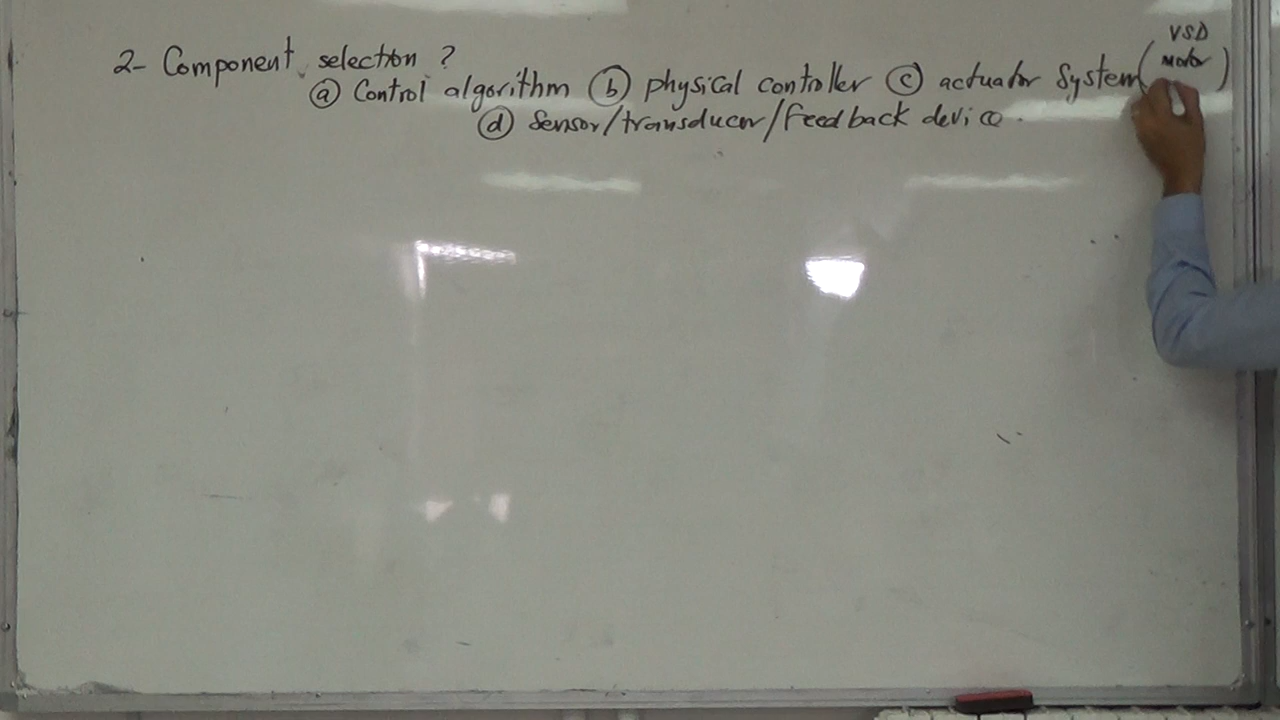 VSD
2- Component selection ?
Motor
(a) Control algorithm (b) physical controller (c) actuator System ( )
(d) Sensor/transducer/feedback device.